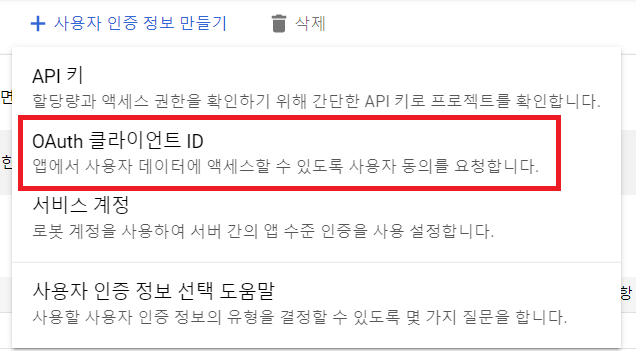 + 사용자 인증 정보 만들기 삭제
API 키
할당량과 액세스 권한을 확인하기 위해 간단한 API 키로 프로젝트를 확인합니다.
면
OAuth 클라이언트 ID
한
앱에서 사용자 데이터에 액세스할 수 있도록 사용자 동의를 요청합니다.
서비스 계정
로봇 계정을 사용하여 서버 간의 앱 수준 인증을 사용 설정합니다.
사용자 인증 정보 선택 도움말
항
사용할 사용자 인증 정보의 유형을 결정할 수 있도록 몇 가지 질문을 합니다.